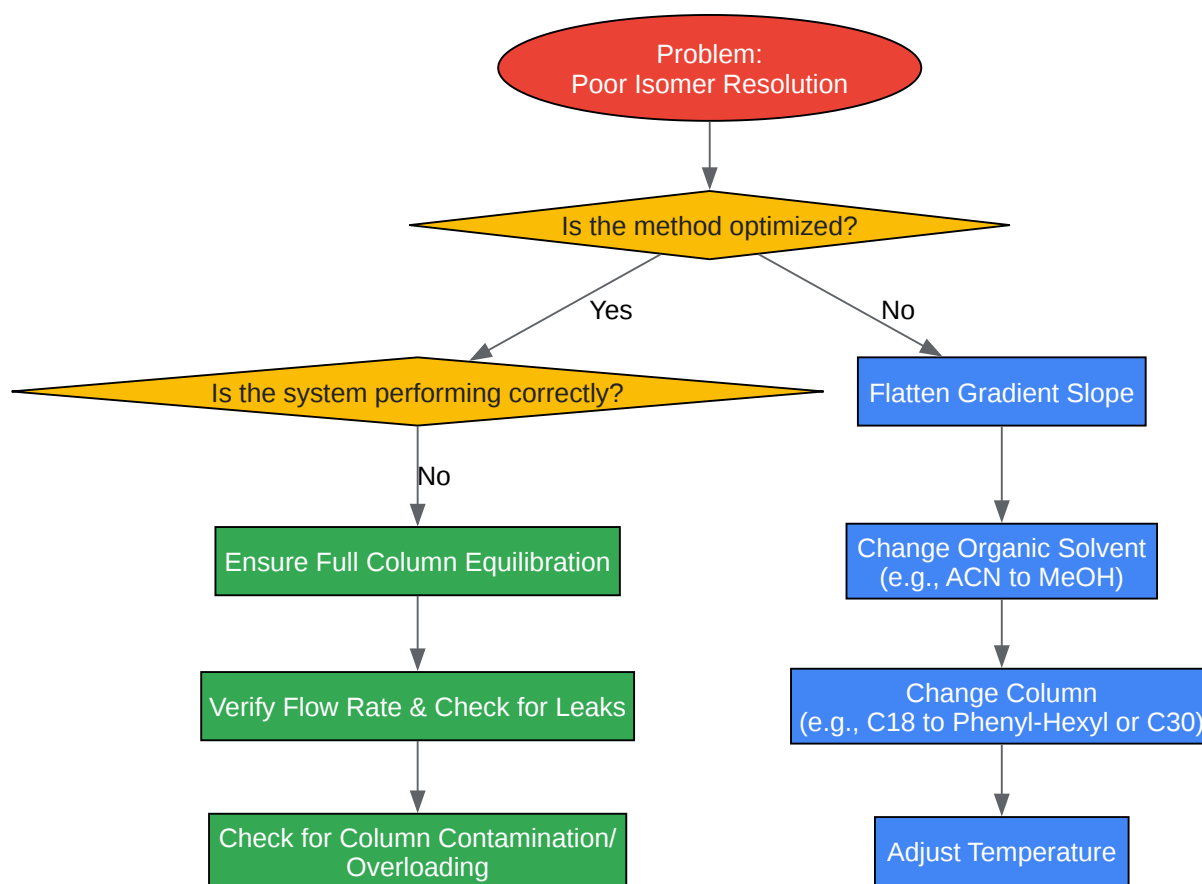 Problem:
Poor Isomer Resolution
Is the method optimized?
Yes
No
Is the system performing correctly?
Flatten Gradient Slope
No
Ensure Full Column Equilibration
Change Organic Solvent
(e.g., ACN to MeOH)
Verify Flow Rate & Check for Leaks
Change Column
(e.g., C18 to Phenyl-Hexyl or C30)
Check for Column Contamination/
Overloading
Adjust Temperature